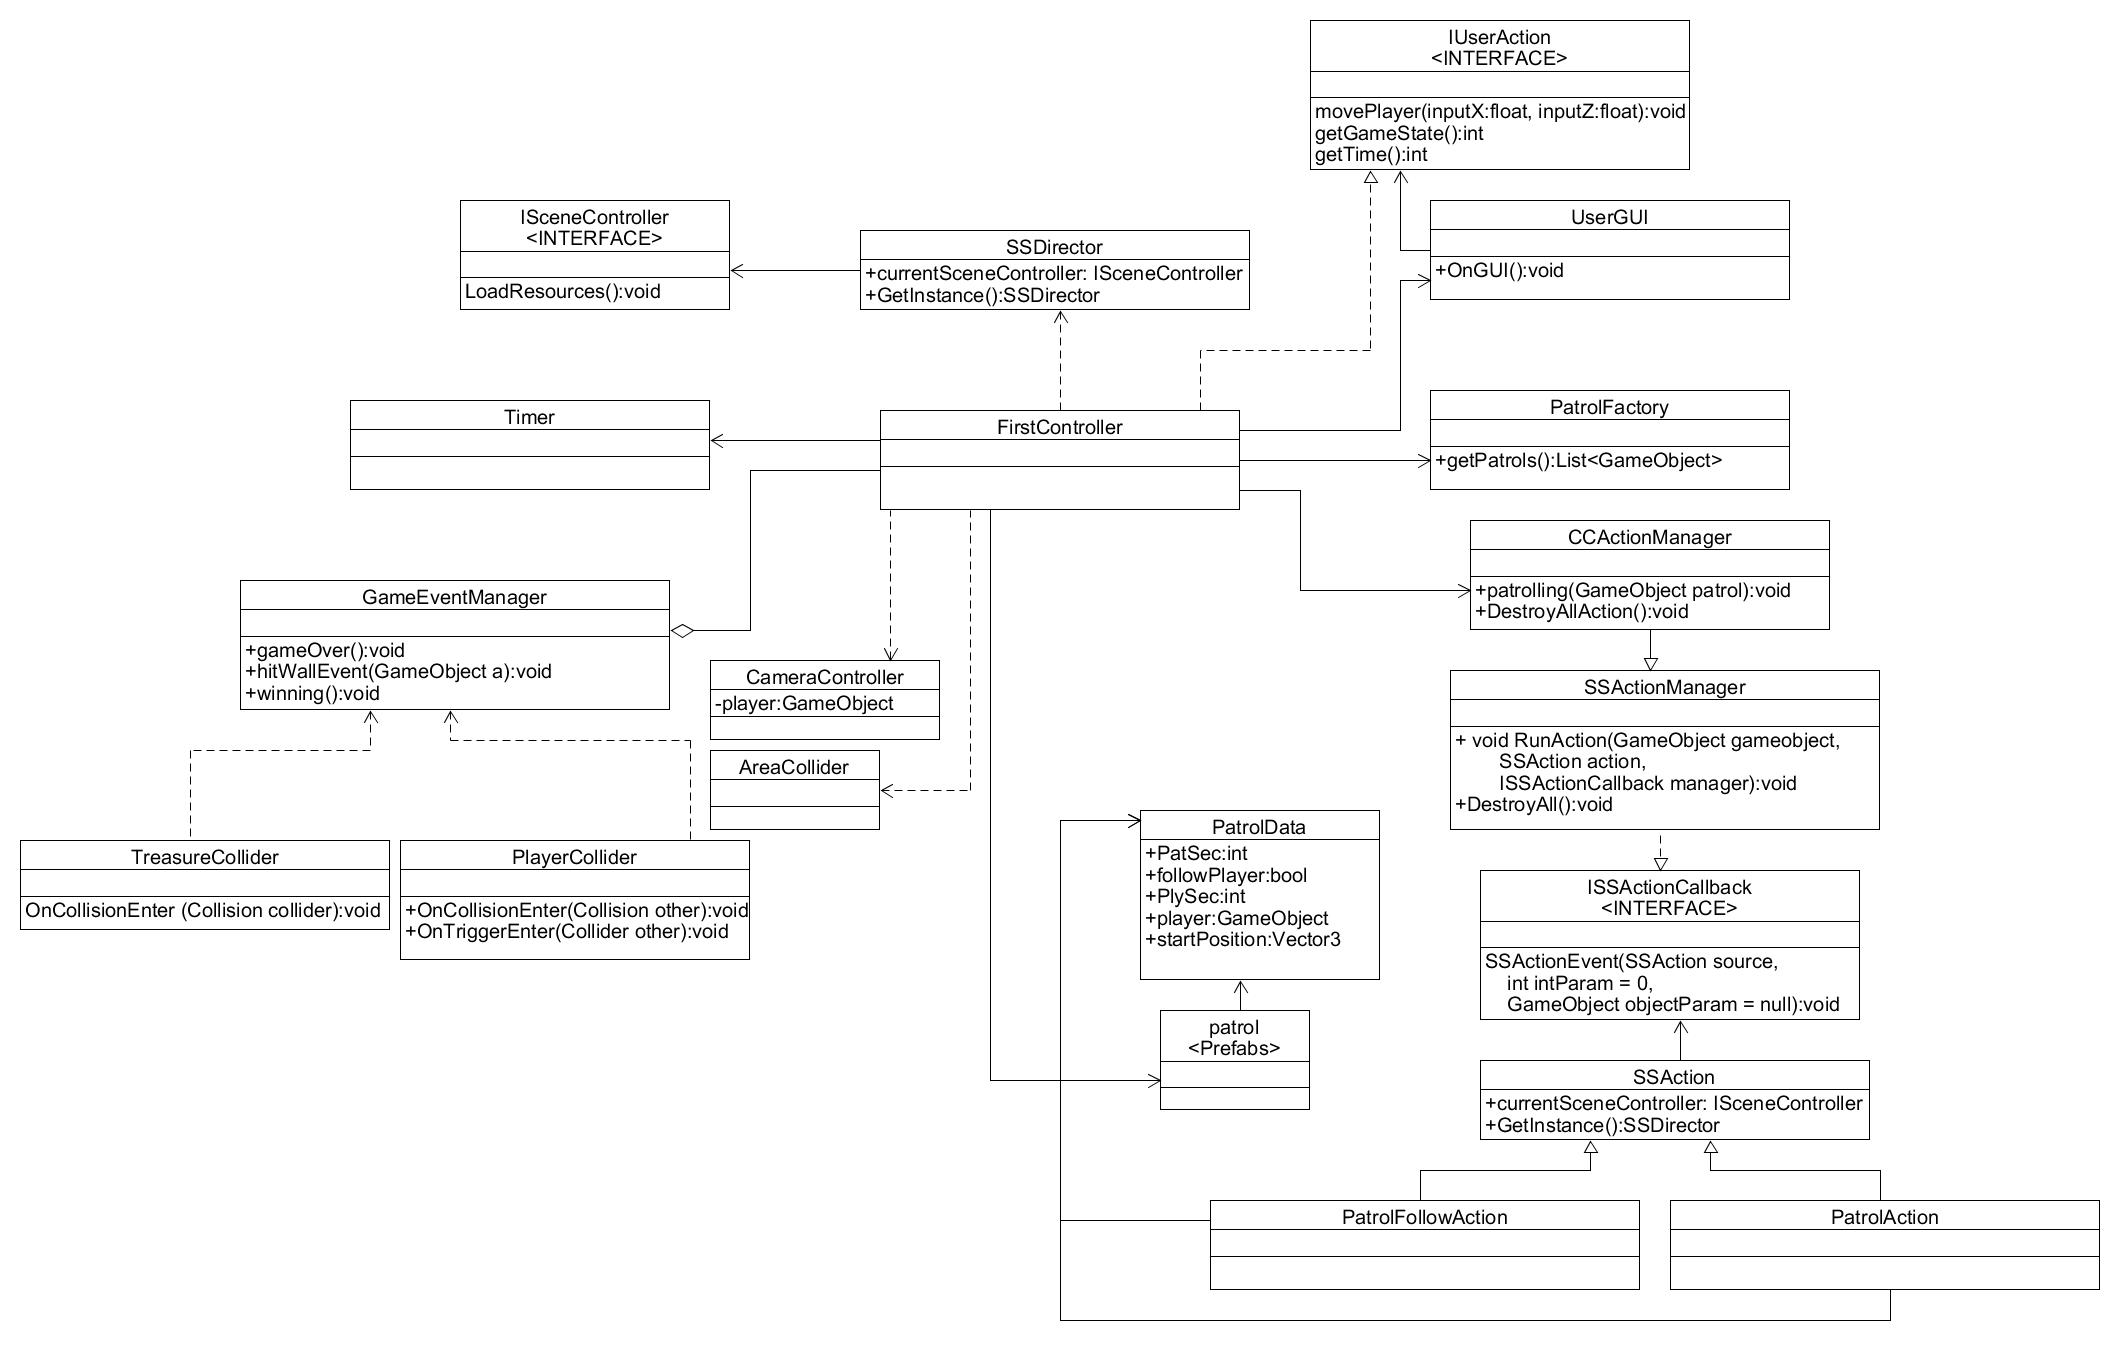 IUserAction
<INTERFACE>
movePlayer(inputX:float, inputZ:float):void
getGameState():int
getTime():int
ISceneController
<INTERFACE>
LoadResources():void
SSDirector
+currentSceneController: ISceneController
+GetInstance():SSDirector
UserGUI
+OnGUI():void
Timer
FirstController
PatrolFactory
+getPatrols():List<GameObject>
CCActionManager
+patrolling(GameObject patrol):void
+DestroyAllAction():void
GameEventManager
+gameOver():void
+hitWallEvent(GameObject a):void
+winning():void
CameraController
-player:GameObject
SSActionManager
+ void RunAction(GameObject gameobject,
SSAction action,
ISSActionCallback manager):void
+DestroyAll():void
AreaCollider
TreasureCollider
OnCollisionEnter (Collision collider):void
PlayerCollider
+OnCollisionEnter(Collision other):void
+OnTriggerEnter(Collider other):void
PatrolData
+PatSec:int
+followPlayer:bool
+PlySec:int
+player:GameObject
+startPosition:Vector3
ISSActionCallback
<INTERFACE>
SSActionEvent(SSAction source,
int intParam = 0,
GameObject objectParam = null):void
patrol
<Prefabs>
SSAction
+currentSceneController: ISceneController
+GetInstance():SSDirector
PatrolFollowAction
PatrolAction